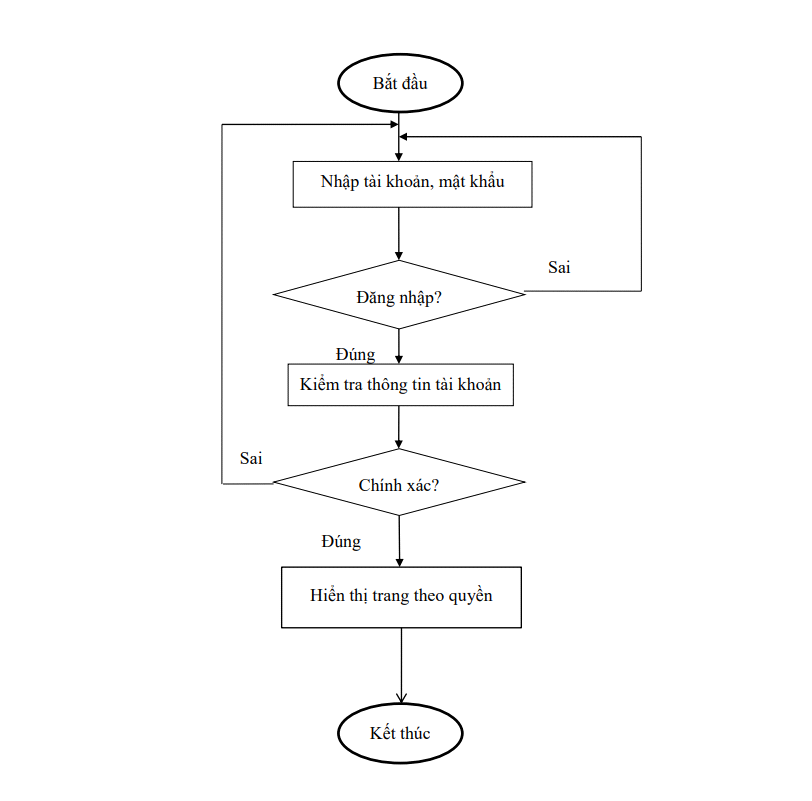 Bắt đầu
Nhập tài khoản, mật khẩu
Sai
Đăng nhập?
Đúng
Kiểm tra thông tin tài khoản
Sai
Chính xác?
Đúng
Hiển thị trang theo quyền
Kết thúc